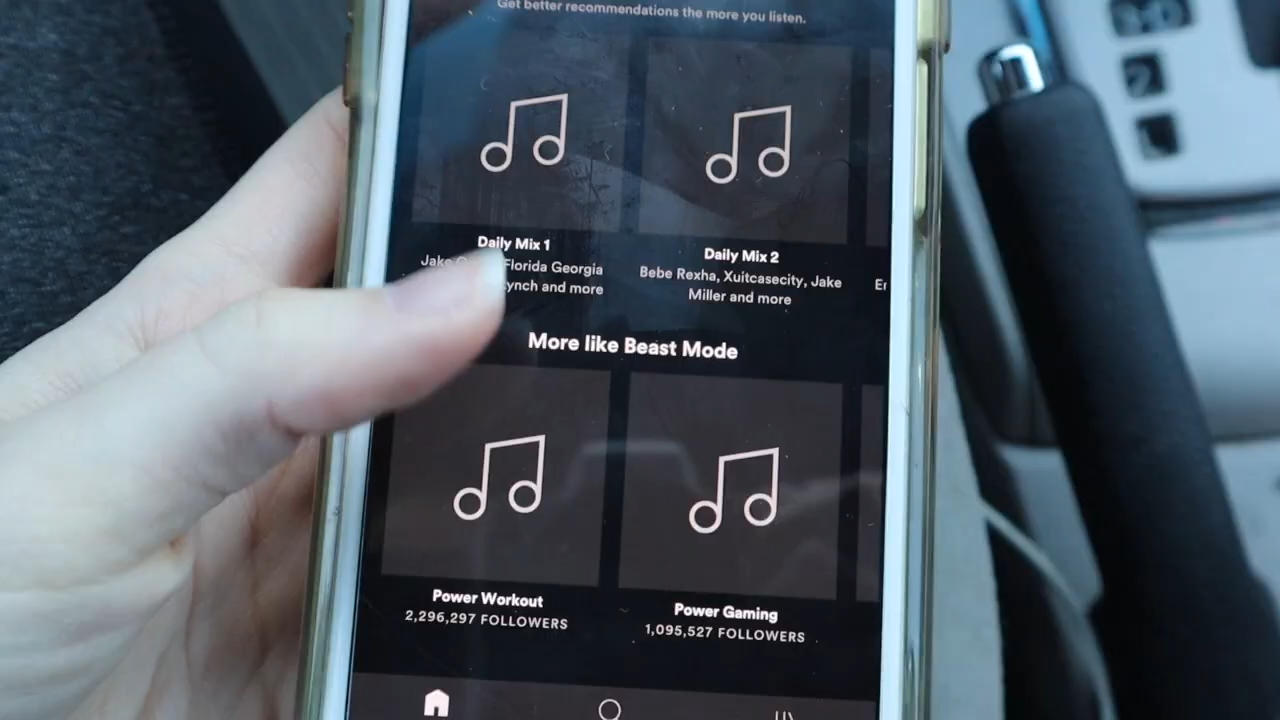 Get better recommendations the more you listen.
Daily Mix 1
Florida Georgia
Lynch and more
Daily Mix 2
Bebe Rexha, Xuitcasecity, Jake
Miller and more
More like Beast Mode
Power Workout
2,296,297 FOLLOWERS
Power Gaming
1,095,527 FOLLOWERS
2